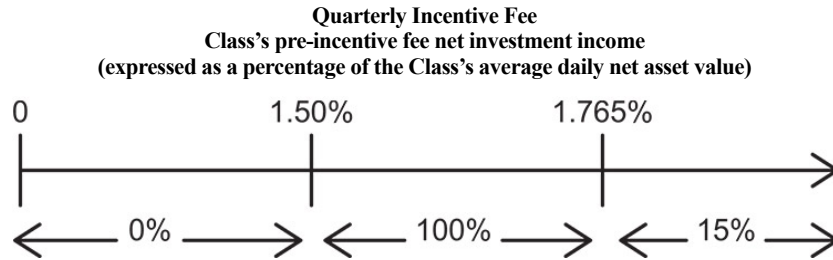 Quarterly Incentive Fee
Class's pre-incentive fee net investment income
(expressed as a percentage of the Class's average daily net asset value)
0 1.50% 1.765%
0% 100% 15%